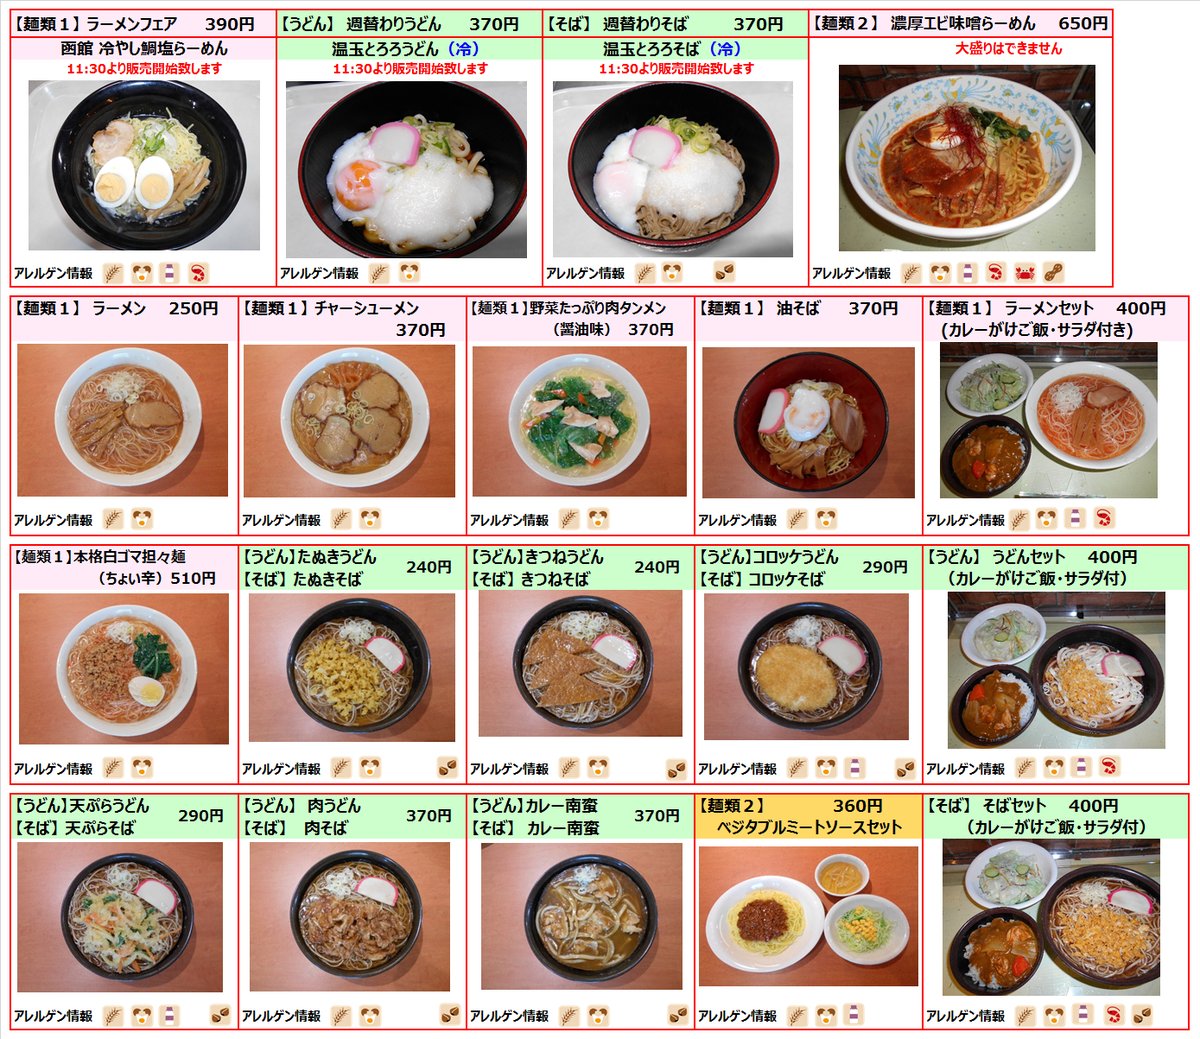 【麺類１】 ラーメンフェア 390円
函館 冷やし鯛塩らーめん
11:30より販売開始致します
アレルゲン情報
【うどん】 週替わりうどん 370円
温玉とろろうどん（冷）
11:30より販売開始致します
アレルゲン情報
【そば】 週替わりそば 370円
温玉とろろそば（冷）
11:30より販売開始致します
アレルゲン情報
【麺類２】 濃厚エビ味噌らーめん 650円
大盛りはできません
アレルゲン情報
【麺類１】 ラーメン 250円
アレルゲン情報
【麺類１】 チャーシューメン
370円
アレルゲン情報
【麺類１】野菜たっぷり肉タンメン
（醤油味） 370円
アレルゲン情報
【麺類１】 油そば 370円
アレルゲン情報
【麺類１】 ラーメンセット 400円
(カレーがけご飯・サラダ付き)
アレルゲン情報
【麺類１】本格白ゴマ担々麺
（ちょい辛）510円
アレルゲン情報
【うどん】たぬきうどん
【そば】 たぬきそば 240円
アレルゲン情報
【うどん】きつねうどん
【そば】 きつねそば 240円
アレルゲン情報
【うどん】コロッケうどん
【そば】 コロッケそば 290円
アレルゲン情報
【うどん】 うどんセット 400円
（カレーがけご飯・サラダ付）
アレルゲン情報
【うどん】天ぷらうどん
【そば】 天ぷらそば 290円
アレルゲン情報
【うどん】 肉うどん
【そば】 肉そば 370円
アレルゲン情報
【うどん】カレー南蛮
【そば】 カレー南蛮 370円
アレルゲン情報
【麺類２】 360円
ベジタブルミートソースセット
アレルゲン情報
【そば】 そばセット 400円
（カレーがけご飯・サラダ付）
アレルゲン情報